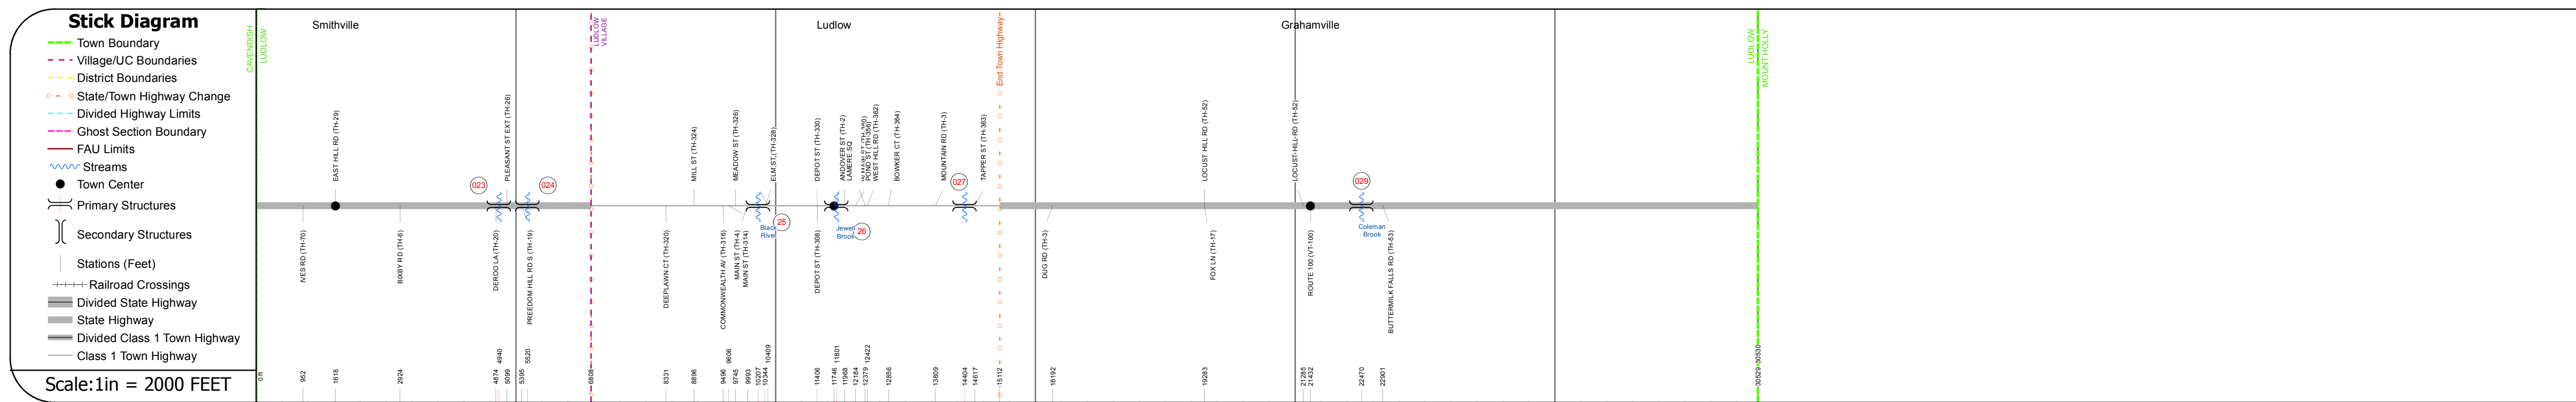 Stick Diagram
Town Boundary
Village/UC Boundaries
District Boundaries
State/Town Highway Change
Divided Highway Limits
Ghost Section Boundary
FAU Limits
Streams
Town Center
Primary Structures
Secondary Structures
Stations (Feet)
Railroad Crossings
Divided State Highway
State Highway
Divided Class 1 Town Highway
Class 1 Town Highway
Scale:1in = 2000 FEET
Smithville
Ludlow
Grahamville
CAVENDISH
LUDLOW
LUDLOW
VILLAGE
End:Town Highway
LUDLOW
MOUNT HOLLY
EAST HILL RD (TH-29)
PLEASANT ST EXT (TH-26)
MILL ST (TH-324)
MEADOW ST (TH-326)
ELM ST (TH-328)
DEPOT ST (TH-330)
ANDOVER ST (TH-2)
LAMERE SQ
POND ST (TH-356)
WEST HILL RD (TH-362)
BOWKER CT (TH-364)
MOUNTAIN RD (TH-3)
TAPPER ST (TH-363)
LOCUST HILL RD (TH-52)
LOCUST-HILL-RD (TH-52)
023
024
25
26
027
029
Black
River
Jewell
Brook
Coleman
Brook
IVES RD (TH-70)
BIXBY RD (TH-6)
DEROO LA (TH-20)
PREEDOM HILL RD S (TH-19)
DEEPLAWN CT (TH-320)
COMMONWEALTH AV (TH-316)
MAIN ST (TH-4)
MAIN ST (TH-314)
DEPOT ST (TH-308)
DUG RD (TH-3)
FOX LN (TH-17)
ROUTE 100 (VT-100)
BUTTERMILK FALLS RD (TH-53)
0 ft
952
1618
2924
4874
4940
5099
5395
5520
6808
8331
8896
9496
9606
9745
9993
10207
10344
10409
11406
11746
11801
11968
12184
12379
12422
12856
13809
14404
14617
15112
16192
19283
21285
21432
22470
22901
30529
30530